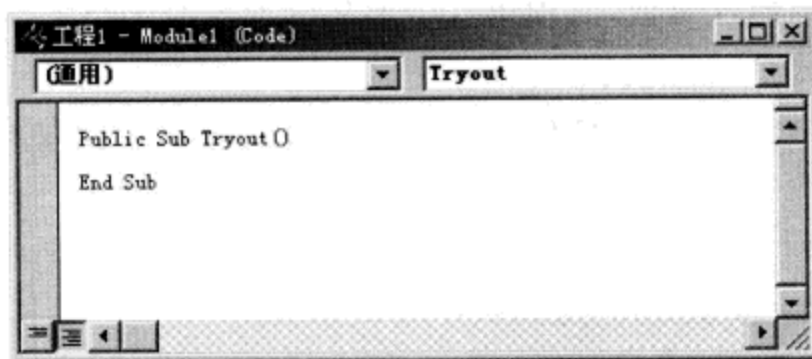 工程1 - Module1 (Code)
(通用) Tryout
Public Sub Tryout()
End Sub